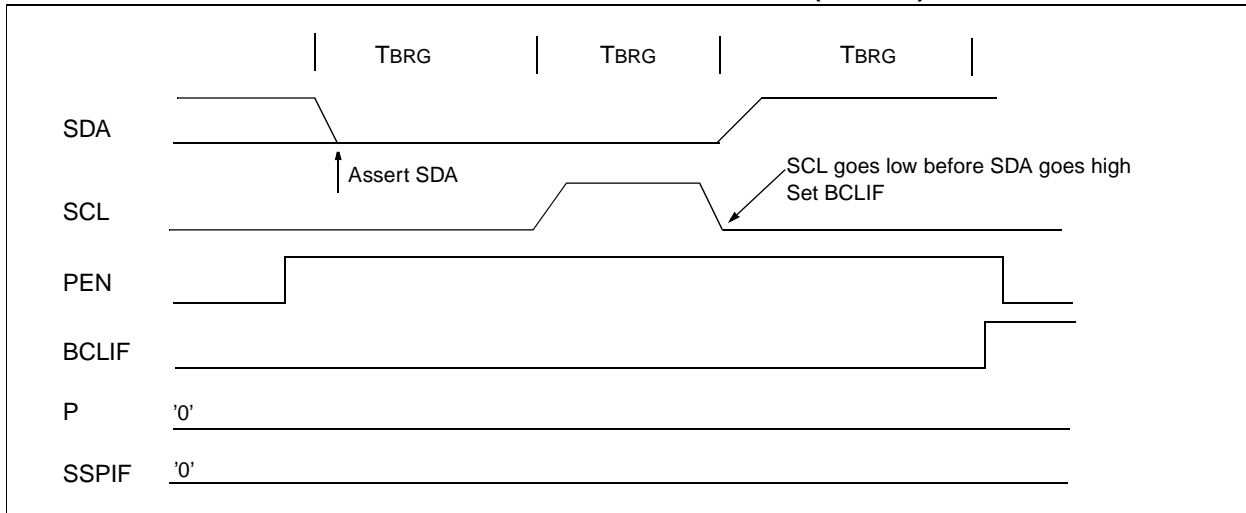 TBRG TBRG TBRG
SDA
Assert SDA
SCL goes low before SDA goes high
Set BCLIF
SCL
PEN
BCLIF
P '0'
SSPIF '0'